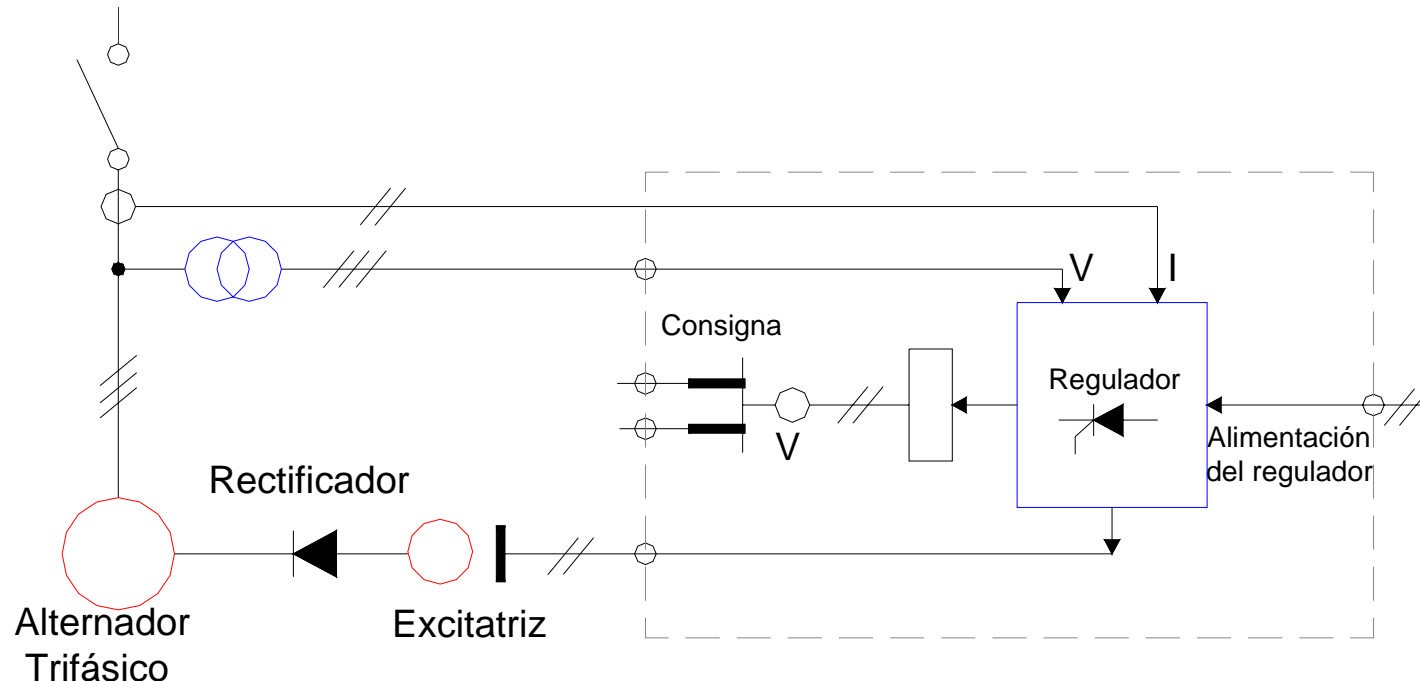 V
I
Consigna
Regulador
V
Alimentación
del regulador
Rectificador
Alternador
Trifásico
Excitatriz